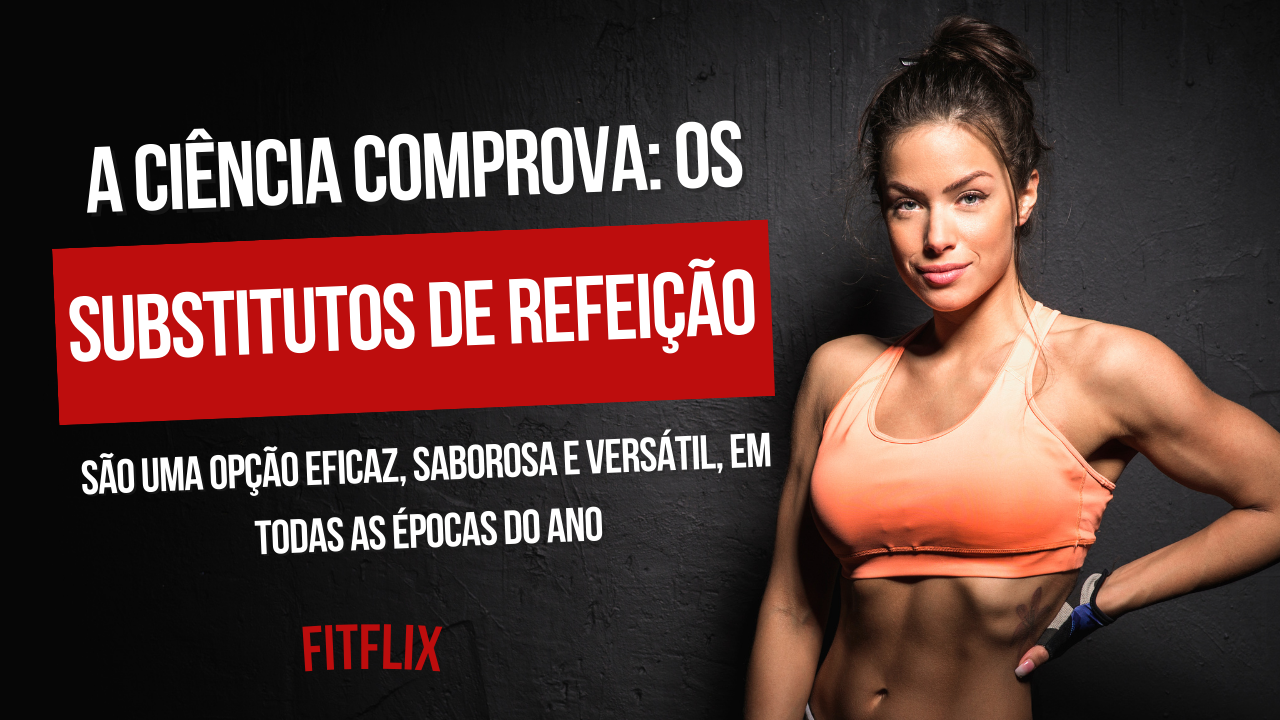 A CIÊNCIA COMPROVA: OS
SUBSTITUTOS DE REFEIÇÃO
SÃO UMA OPÇÃO EFICAZ, SABOROSA E VERSÁTIL, EM
TODAS AS ÉPOCAS DO ANO
FITFLIX